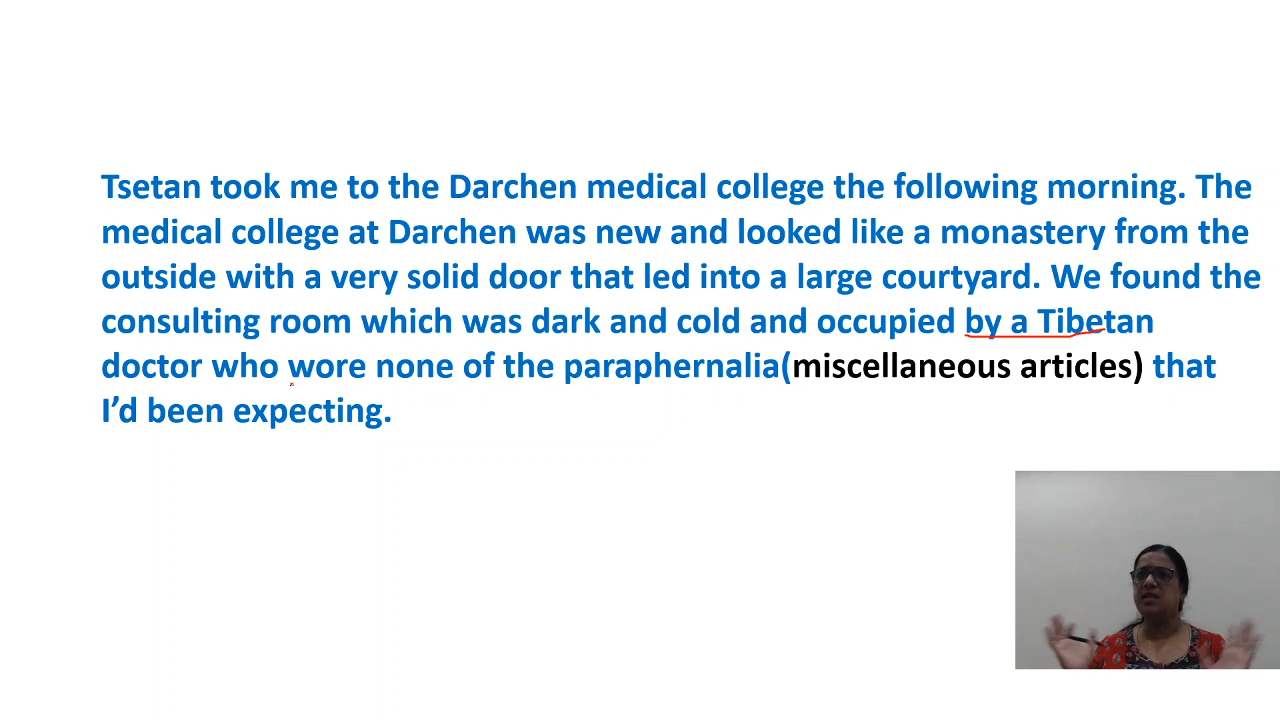 Tsetan took me to the Darchen medical college the following morning. The
medical college at Darchen was new and looked like a monastery from the
outside with a very solid door that led into a large courtyard. We found the
consulting room which was dark and cold and occupied by a Tibetan
doctor who wore none of the paraphernalia(miscellaneous articles) that
I’d been expecting.